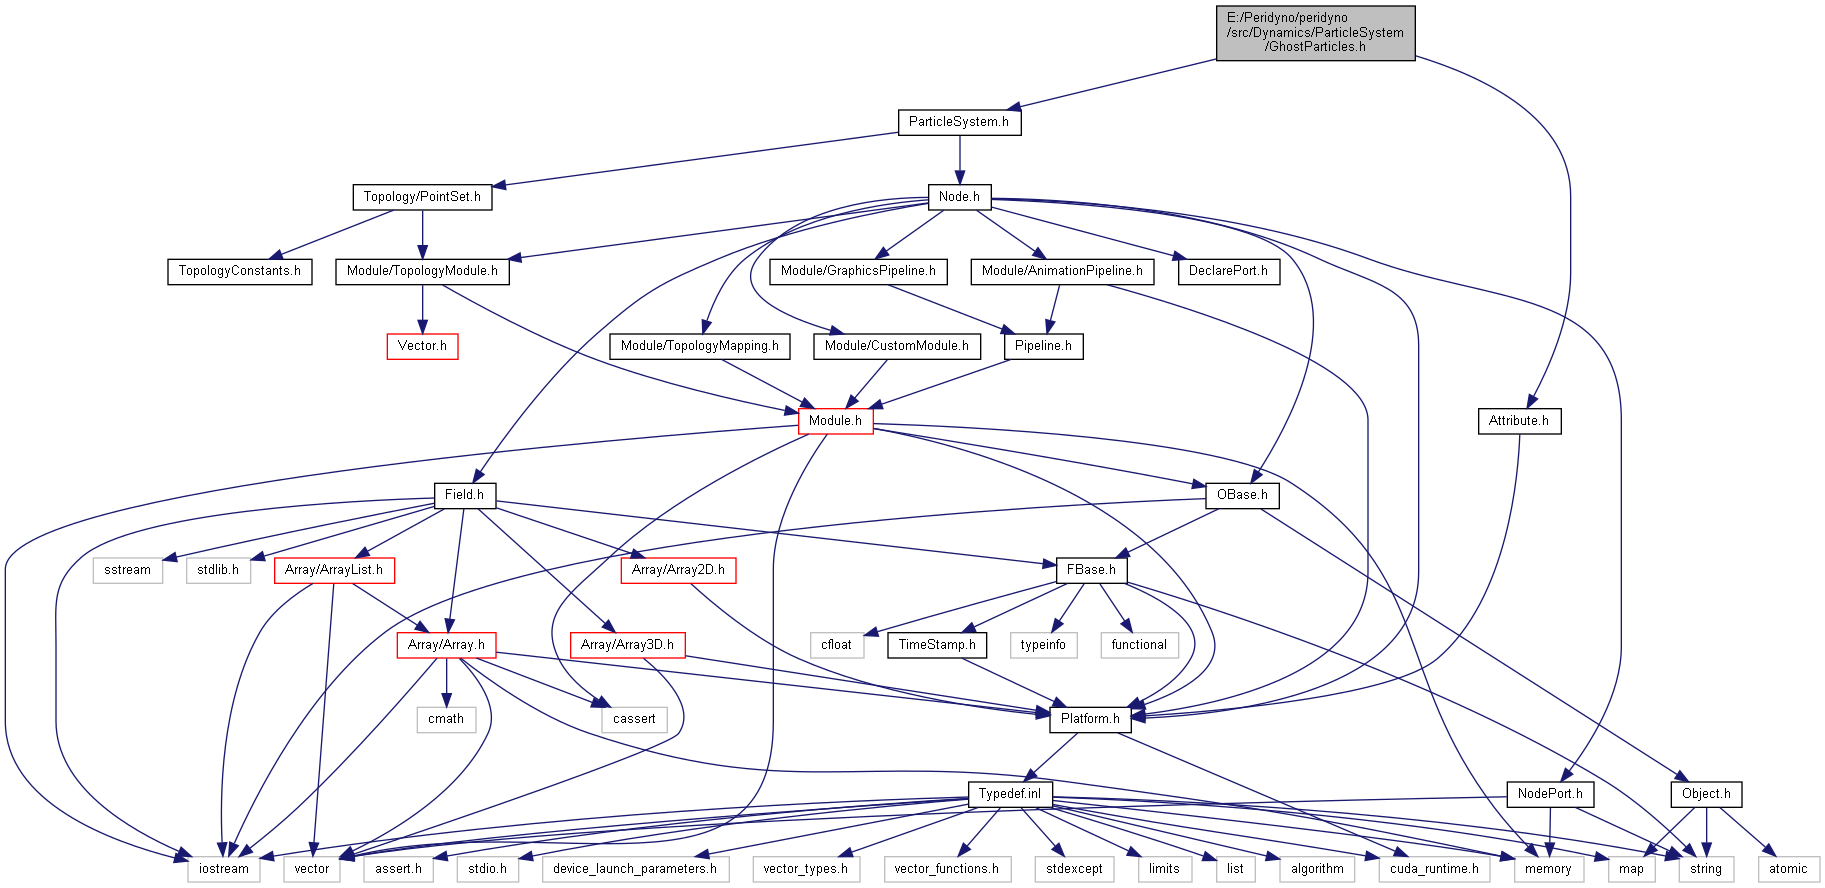 E:/Peridyno/peridyno
/src/Dynamics/ParticleSystem
/GhostParticles.h
ParticleSystem.h
Topology/PointSet.h
Node.h
TopologyConstants.h
Module/TopologyModule.h
Module/GraphicsPipeline.h
Module/AnimationPipeline.h
DeclarePort.h
Vector.h
Module/TopologyMapping.h
Module/CustomModule.h
Pipeline.h
Module.h
Attribute.h
Field.h
OBase.h
sstream
stdlib.h
Array/ArrayList.h
Array/Array2D.h
FBase.h
Array/Array.h
Array/Array3D.h
cfloat
TimeStamp.h
typeinfo
functional
cmath
cassert
Platform.h
Typedef.inl
NodePort.h
Object.h
iostream
vector
assert.h
stdio.h
device_launch_parameters.h
vector_types.h
vector_functions.h
stdexcept
limits
list
algorithm
cuda_runtime.h
memory
map
string
atomic